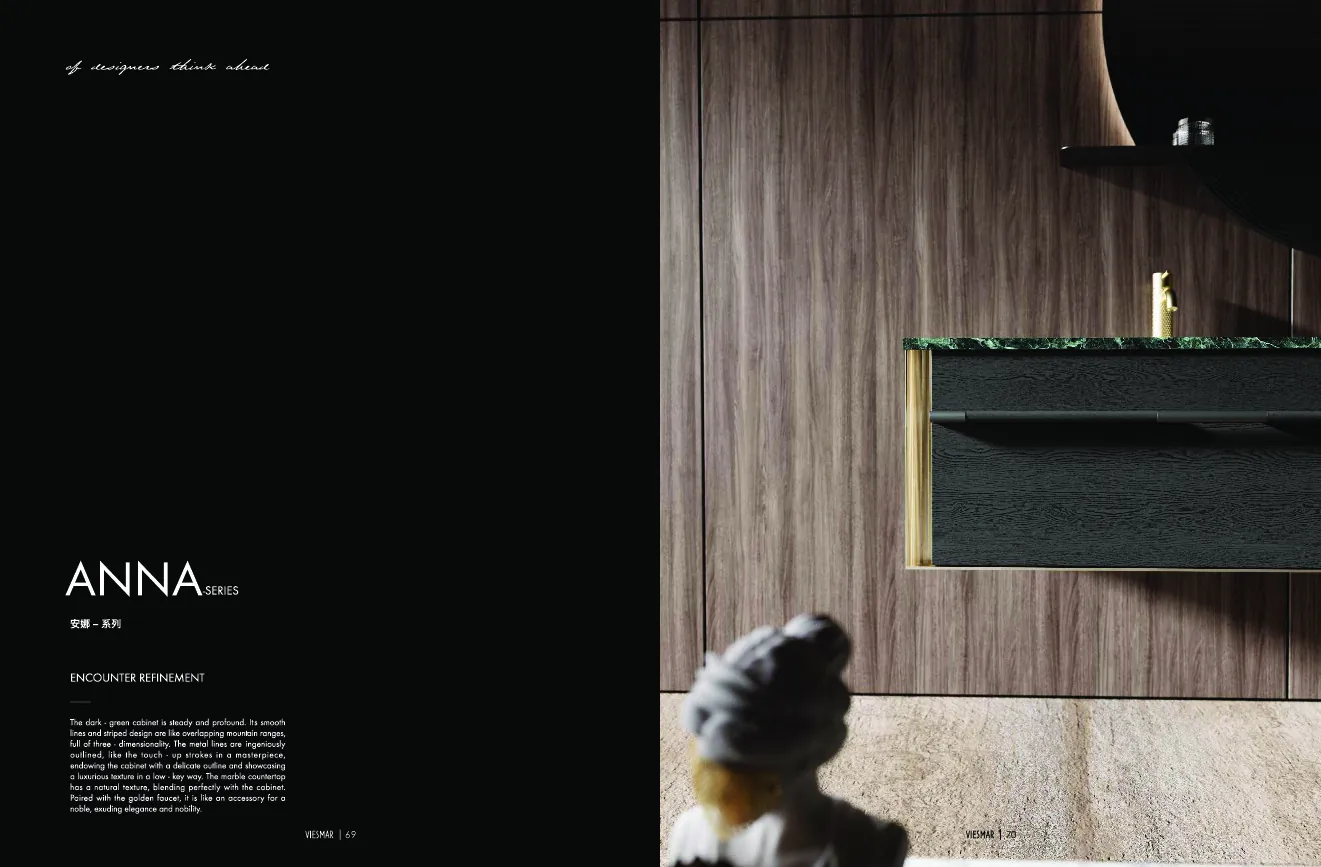 of designers think ahead
ANNA-SERIES
安娜 – 系列
ENCOUNTER REFINEMENT
The dark - green cabinet is steady and profound. Its smooth
lines and striped design are like overlapping mountain ranges,
full of three - dimensionality. The metal lines are ingeniously
outlined, like the touch - up strokes in a masterpiece,
endowing the cabinet with a delicate outline and showcasing
a luxurious texture in a low - key way. The marble countertop
has a natural texture, blending perfectly with the cabinet.
Paired with the golden faucet, it is like an accessory for a
noble, exuding elegance and nobility.
VIESMAR | 69
VIESMAR | 70